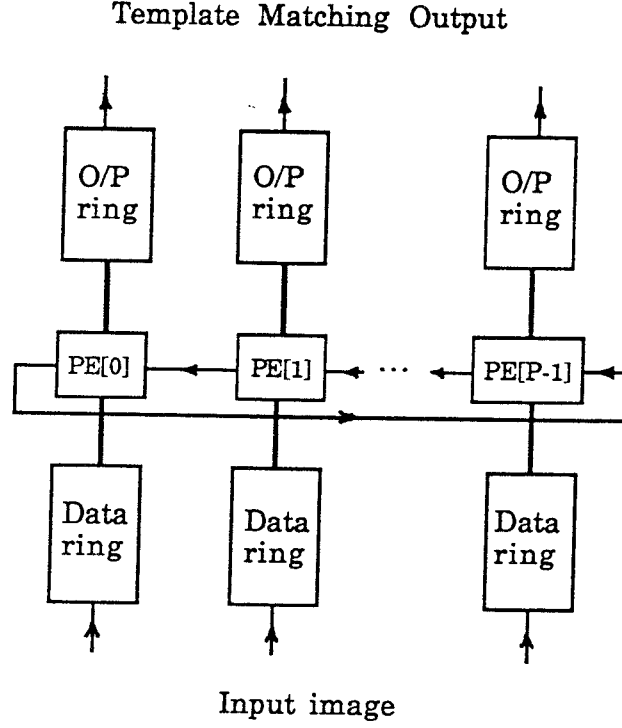 Template Matching Output
O/P
ring
O/P
ring
O/P
ring
PE[0]
PE[1]
...
PE[P-1]
Data
ring
Data
ring
Data
ring
Input image